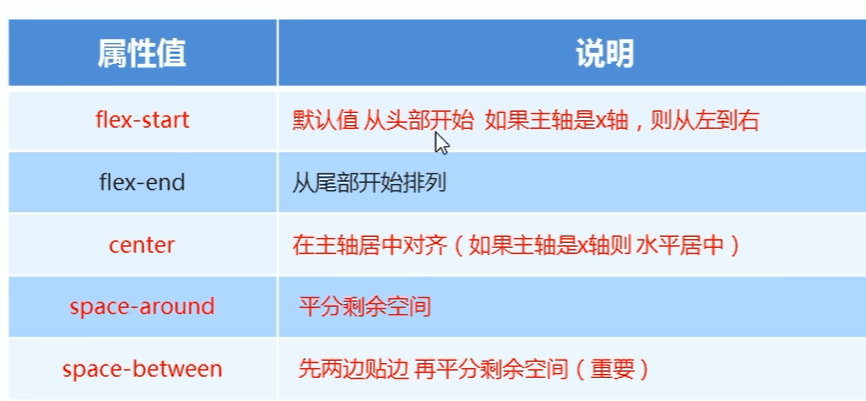 属性值 说明
flex-start 默认值 从头部开始 如果主轴是x轴，则从左到右
flex-end 从尾部开始排列
center 在主轴居中对齐（如果主轴是x轴则 水平居中）
space-around 平分剩余空间
space-between 先两边贴边 再平分剩余空间（重要）